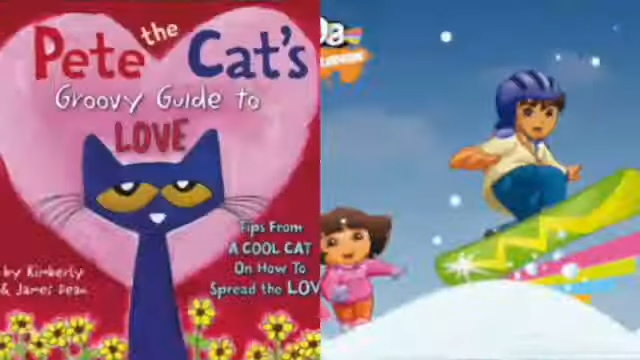 Pete the Cat's
Groovy Guide to
LOVE
Tips From
A COOL CAT
On How To
Spread the LOV
by Kimberly
& James Dean